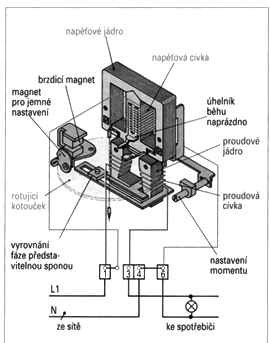 napěťové jádro
brzdicí magnet
napěťová cívka
magnet
pro jemné
nastavení
úhelník
běhu
naprázdno
proudové
jádro
rotující
kotouček
proudová
cívka
vyrovnání
fáze předsta-
vitelnou sponou
nastavení
momentu
1 3 4 6
L1
N
ze sítě
ke spotřebiči